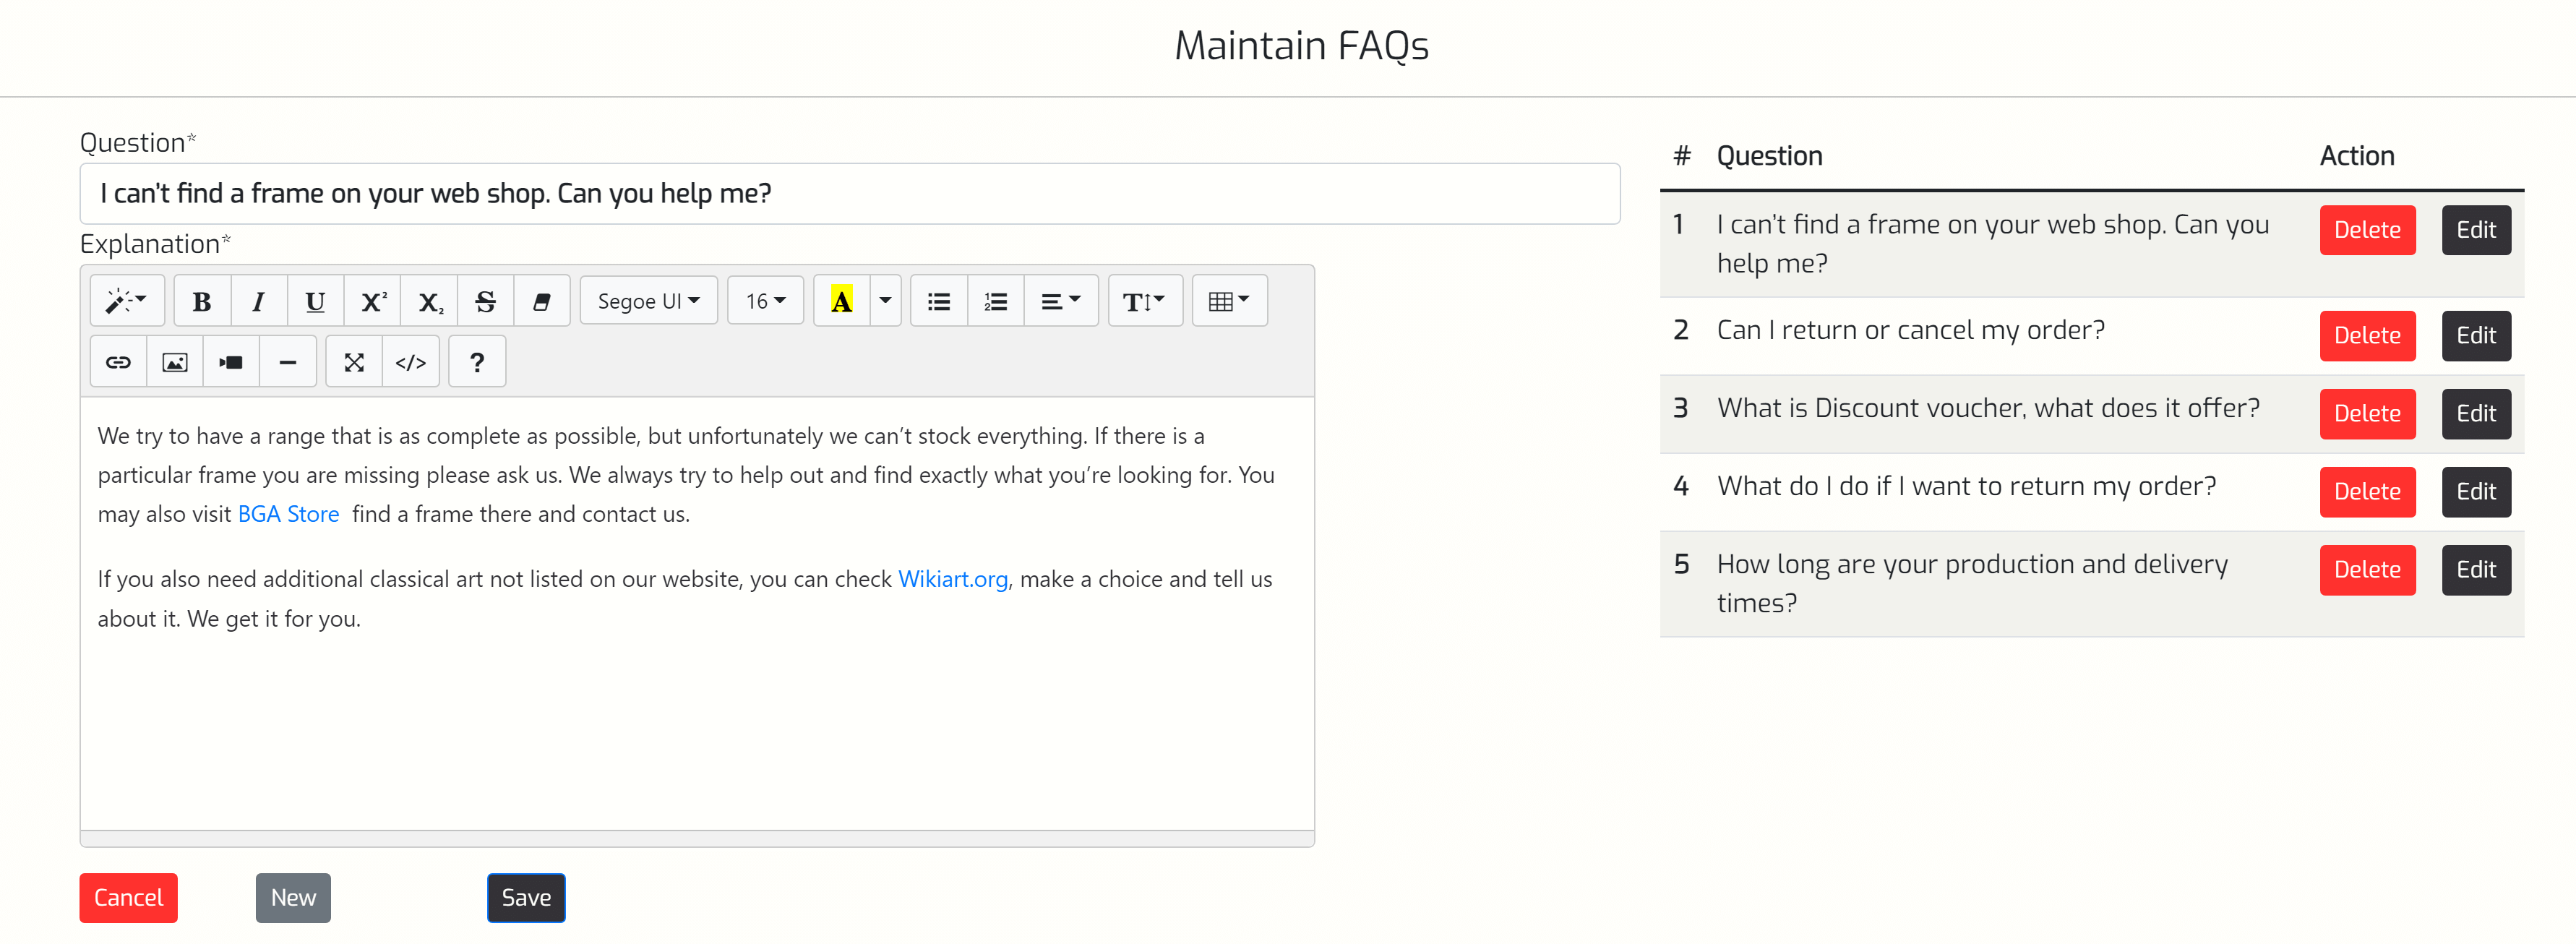 Maintain FAQs
Question*
I can't find a frame on your web shop. Can you help me?
Explanation*
B I U X² X₂ S Segoe UI 16 A T
</> ?
We try to have a range that is as complete as possible, but unfortunately we can't stock everything. If there is a
particular frame you are missing please ask us. We always try to help out and find exactly what you're looking for. You
may also visit BGA Store  find a frame there and contact us.
If you also need additional classical art not listed on our website, you can check Wikiart.org, make a choice and tell us
about it. We get it for you.
Cancel New Save
# Question Action
1 I can't find a frame on your web shop. Can you Delete Edit
help me?
2 Can I return or cancel my order? Delete Edit
3 What is Discount voucher, what does it offer? Delete Edit
4 What do I do if I want to return my order? Delete Edit
5 How long are your production and delivery Delete Edit
times?